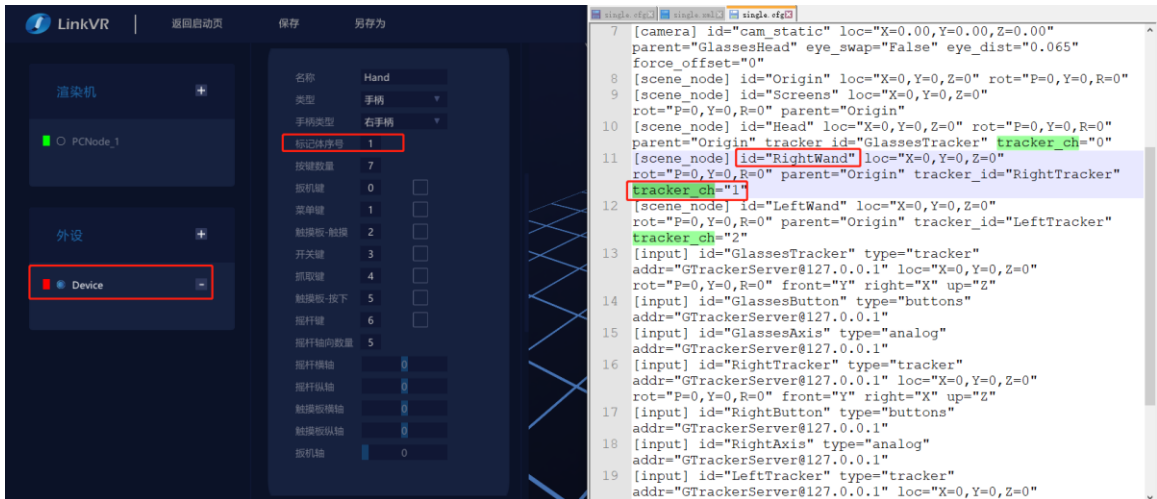 LinkVR
返回启动页
保存
另存为
渲染机
+
PCNode_1
外设
+
Device
-
名称 Hand
类型 手柄
手柄类型 右手柄
标记体序号 1
按键数量 7
扳机键 0
菜单键 1
触摸板-触摸 2
开关键 3
抓取键 4
触摸板-按下 5
摇杆键 6
摇杆轴向数量 5
摇杆横轴 0
摇杆纵轴 0
触摸板横轴 0
触摸板纵轴 0
扳机轴 0
single.cfg
single.xml
single.cfg
7 [camera] id="cam_static" loc="X=0.00,Y=0.00,Z=0.00"
parent="GlassesHead" eye_swap="False" eye_dist="0.065"
force_offset="0"
8 [scene_node] id="Origin" loc="X=0,Y=0,Z=0" rot="P=0,Y=0,R=0"
9 [scene_node] id="Screens" loc="X=0,Y=0,Z=0"
rot="P=0,Y=0,R=0" parent="Origin"
10 [scene_node] id="Head" loc="X=0,Y=0,Z=0" rot="P=0,Y=0,R=0"
parent="Origin" tracker_id="GlassesTracker" tracker_ch="0"
11 [scene_node] id="RightWand" loc="X=0,Y=0,Z=0"
rot="P=0,Y=0,R=0" parent="Origin" tracker_id="RightTracker"
tracker_ch="1"
12 [scene_node] id="LeftWand" loc="X=0,Y=0,Z=0"
rot="P=0,Y=0,R=0" parent="Origin" tracker_id="LeftTracker"
tracker_ch="2"
13 [input] id="GlassesTracker" type="tracker"
addr="GTrackerServer@127.0.0.1" loc="X=0,Y=0,Z=0"
rot="P=0,Y=0,R=0" front="Y" right="X" up="Z"
14 [input] id="GlassesButton" type="buttons"
addr="GTrackerServer@127.0.0.1"
15 [input] id="GlassesAxis" type="analog"
addr="GTrackerServer@127.0.0.1"
16 [input] id="RightTracker" type="tracker"
addr="GTrackerServer@127.0.0.1" loc="X=0,Y=0,Z=0"
rot="P=0,Y=0,R=0" front="Y" right="X" up="Z"
17 [input] id="RightButton" type="buttons"
addr="GTrackerServer@127.0.0.1"
18 [input] id="RightAxis" type="analog"
addr="GTrackerServer@127.0.0.1"
19 [input] id="LeftTracker" type="tracker"
addr="GTrackerServer@127.0.0.1" loc="X=0,Y=0,Z=0"